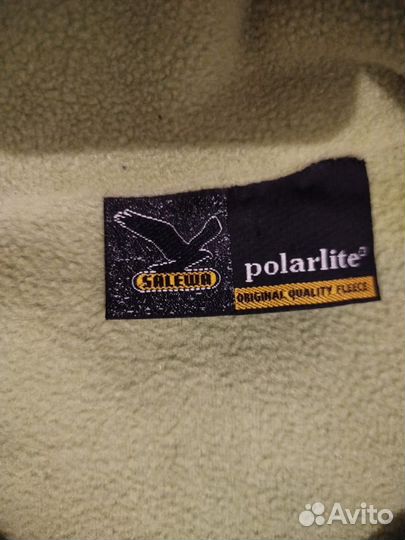 SALEWA
polarlite
ORIGINAL QUALITY FLEECE
Avito